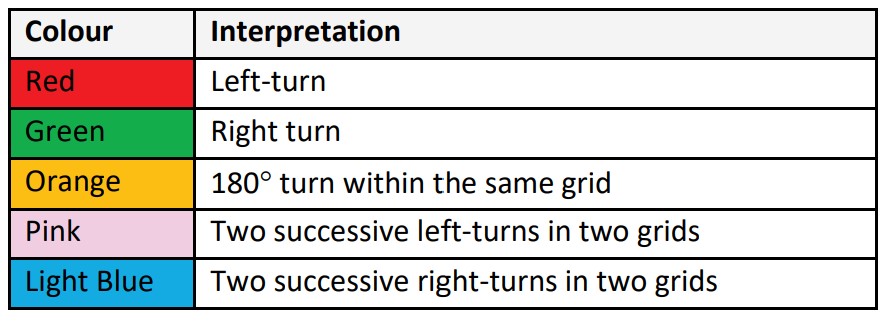 Colour Interpretation
Red Left-turn
Green Right turn
Orange 180° turn within the same grid
Pink Two successive left-turns in two grids
Light Blue Two successive right-turns in two grids